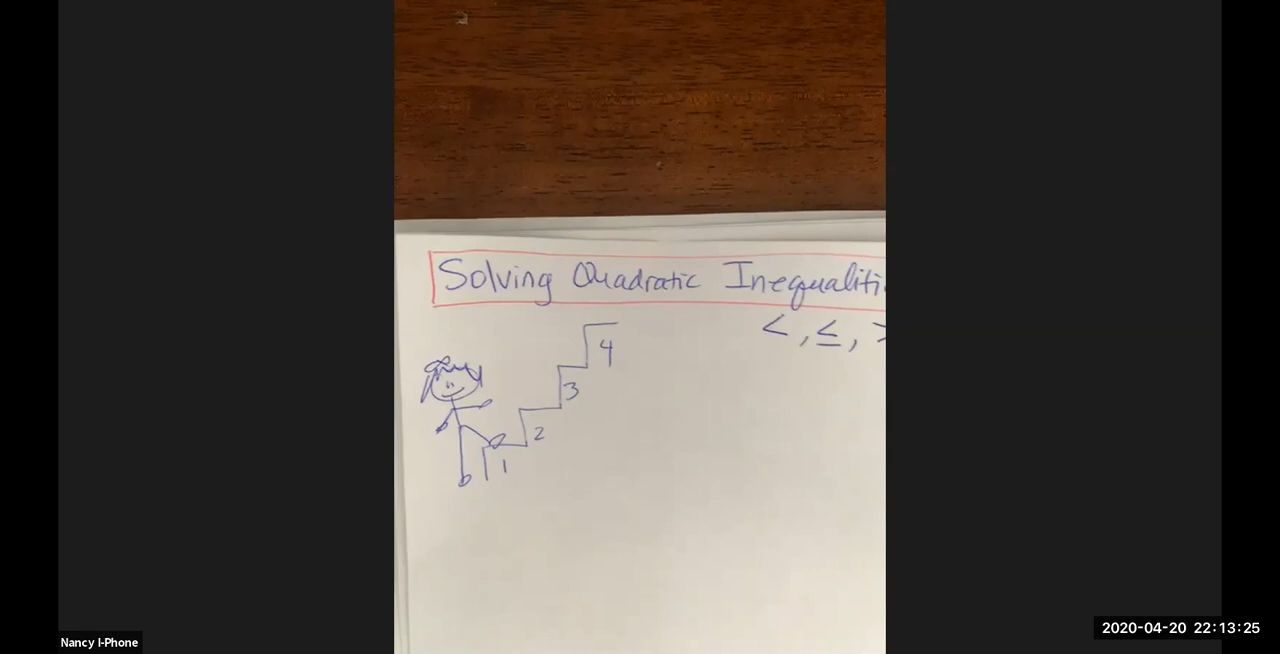 Solving Quadratic Inequaliti
<, ≤, >
4
3
2
1
Nancy I-Phone
2020-04-20 22:13:25